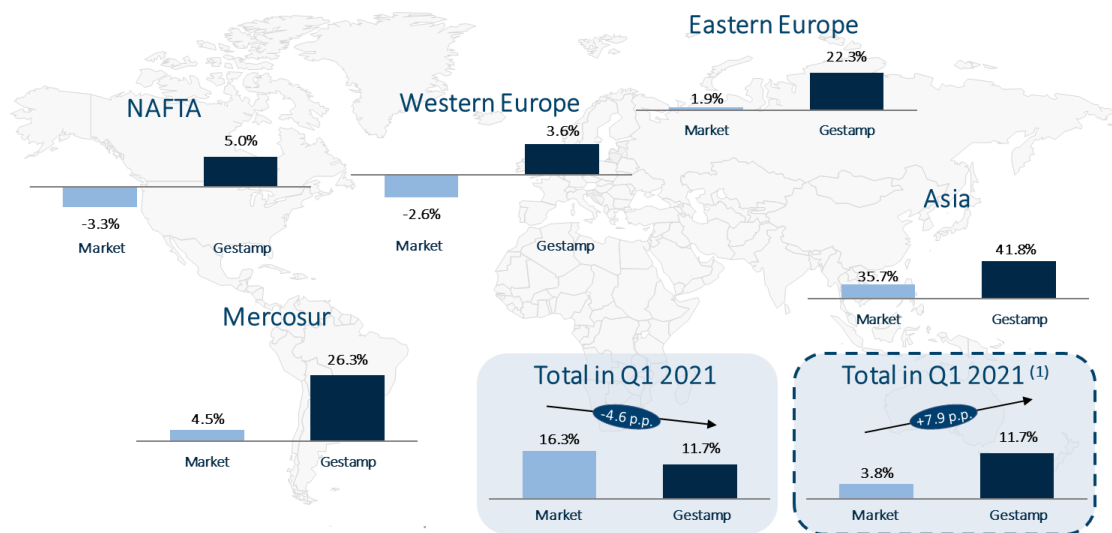 Eastern Europe
22.3%
1.9%
Market Gestamp
NAFTA
5.0%
-3.3%
Market Gestamp
Western Europe
3.6%
-2.6%
Market Gestamp
Asia
41.8%
35.7%
Market Gestamp
Mercosur
26.3%
4.5%
Market Gestamp
Total in Q1 2021
-4.6 p.p.
16.3% 11.7%
Market Gestamp
Total in Q1 2021 (1)
+7.9 p.p.
11.7%
3.8%
Market Gestamp